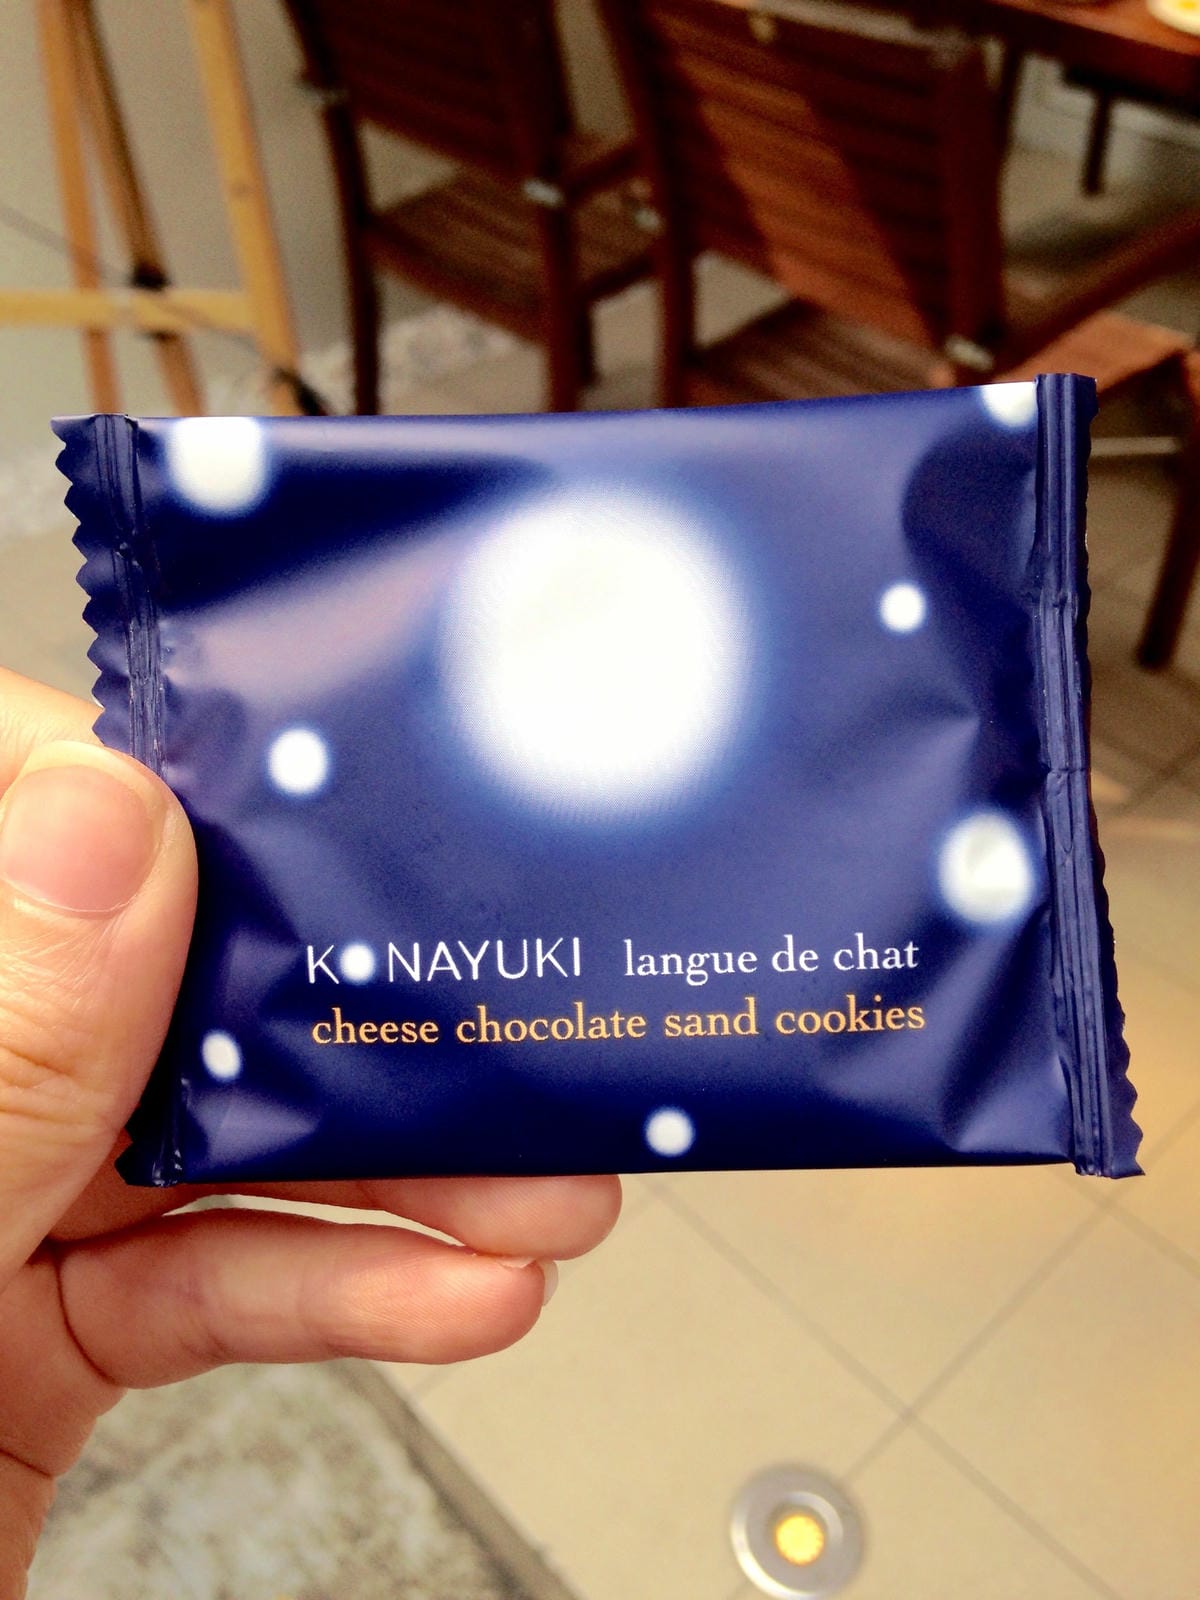 KONAYUKI langue de chat
cheese chocolate sand cookies